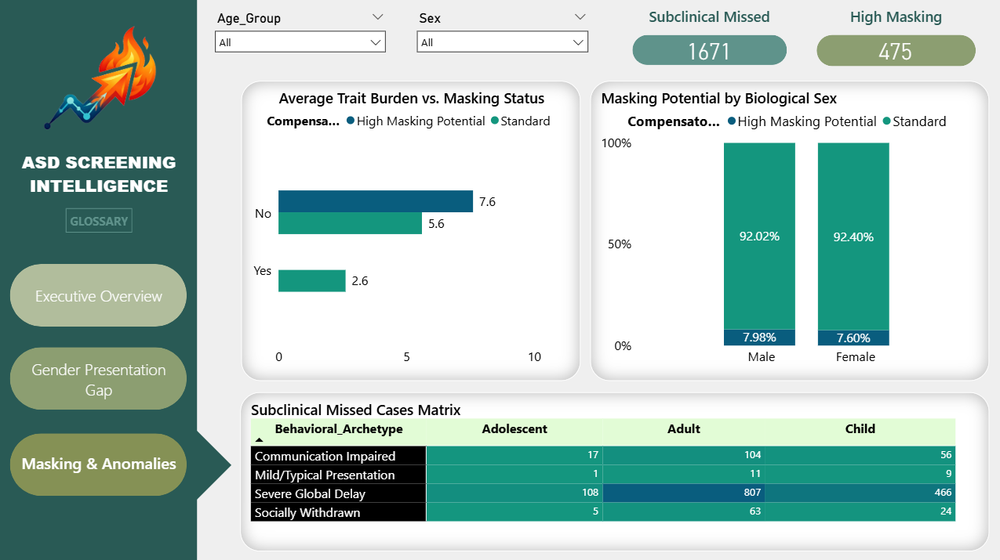 ASD SCREENING
INTELLIGENCE
GLOSSARY
Executive Overview
Gender Presentation
Gap
Masking & Anomalies
Age_Group
All
Sex
All
Subclinical Missed
1671
High Masking
475
Average Trait Burden vs. Masking Status
Compensa... High Masking Potential Standard
No
7.6
5.6
Yes
2.6
0 5 10
Masking Potential by Biological Sex
Compensato... High Masking Potential Standard
100%
50%
0%
92.02% 92.40%
7.98% 7.60%
Male Female
Subclinical Missed Cases Matrix
Behavioral_Archetype Adolescent Adult Child
Communication Impaired 17 104 56
Mild/Typical Presentation 1 11 9
Severe Global Delay 108 807 466
Socially Withdrawn 5 63 24